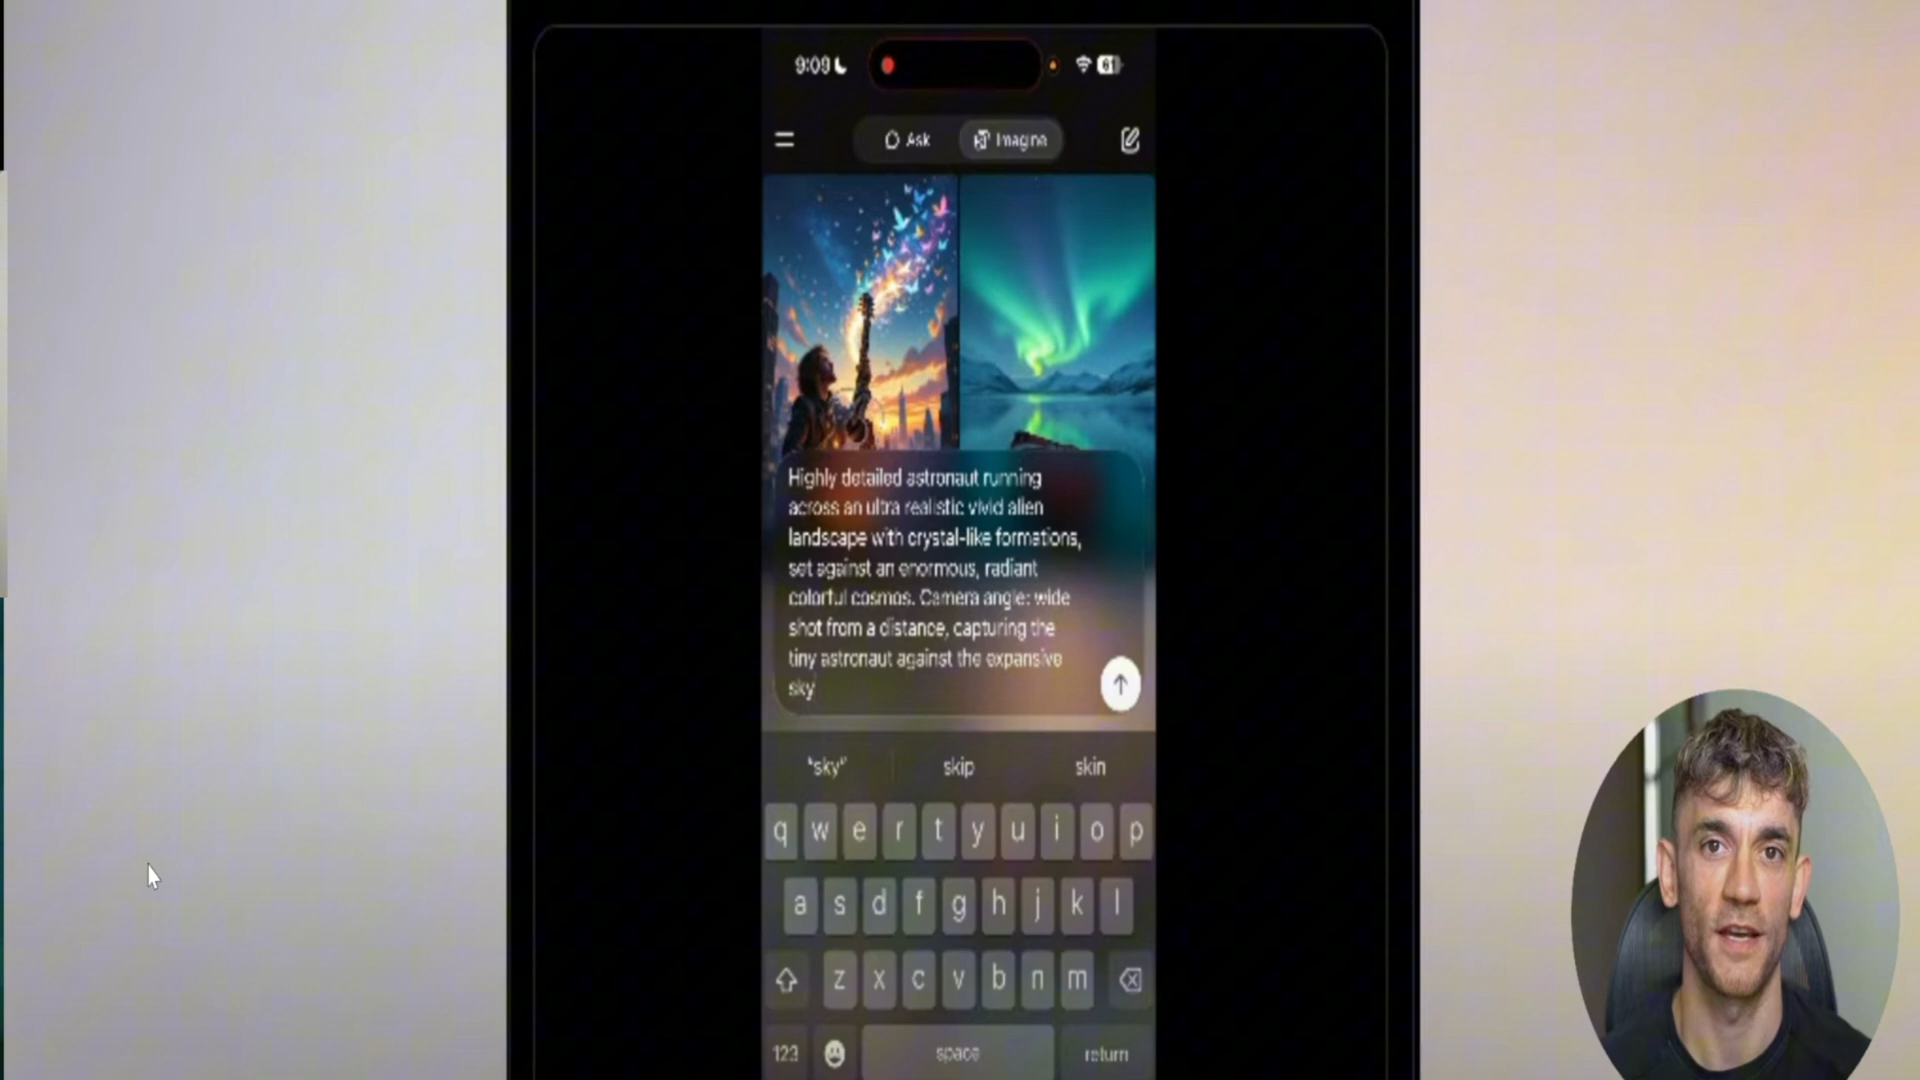 9:09
61
Ask
Imagine
Highly detailed astronaut running
across an ultra realistic vivid alien
landscape with crystal-like formations,
set against an enormous, radiant
colorful cosmos. Camera angle: wide
shot from a distance, capturing the
tiny astronaut against the expansive
sky
"sky"
skip
skin
q w e r t y u i o p
a s d f g h j k l
z x c v b n m
123
space
return